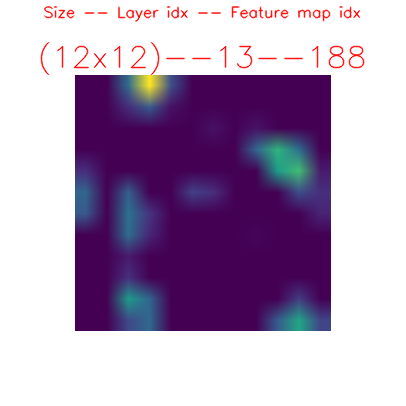 Size -- Layer idx -- Feature map idx
(12x12)--13--188